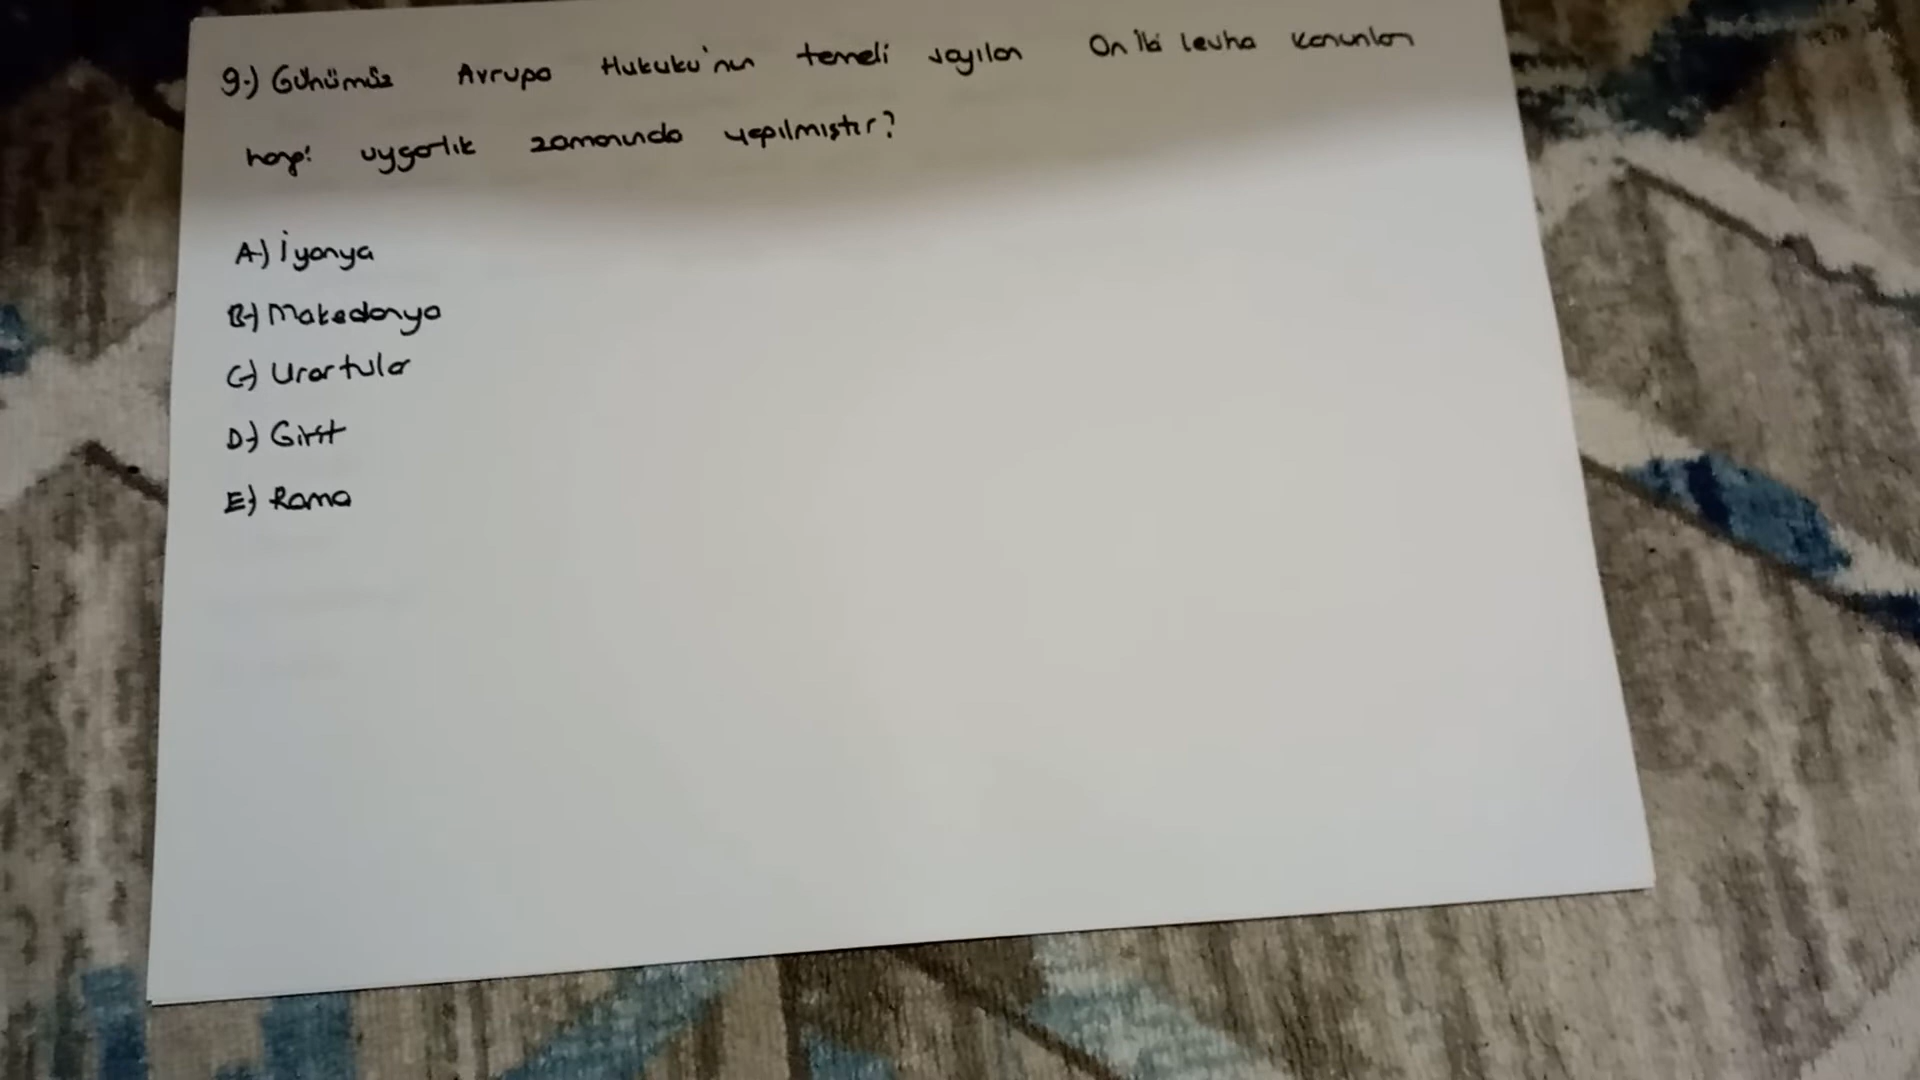 9-) Günümüz Avrupa Hukuku'nun temeli sayılan On İki levha kanunları
hangi uygarlık zamanında yapılmıştır?
A-) İyonya
B-) Makedonya
C-) Urartular
D-) Girit
E-) Roma